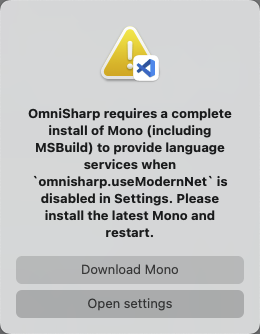 OmniSharp requires a complete
install of Mono (including
MSBuild) to provide language
services when
`omnisharp.useModernNet` is
disabled in Settings. Please
install the latest Mono and
restart.
Download Mono
Open settings